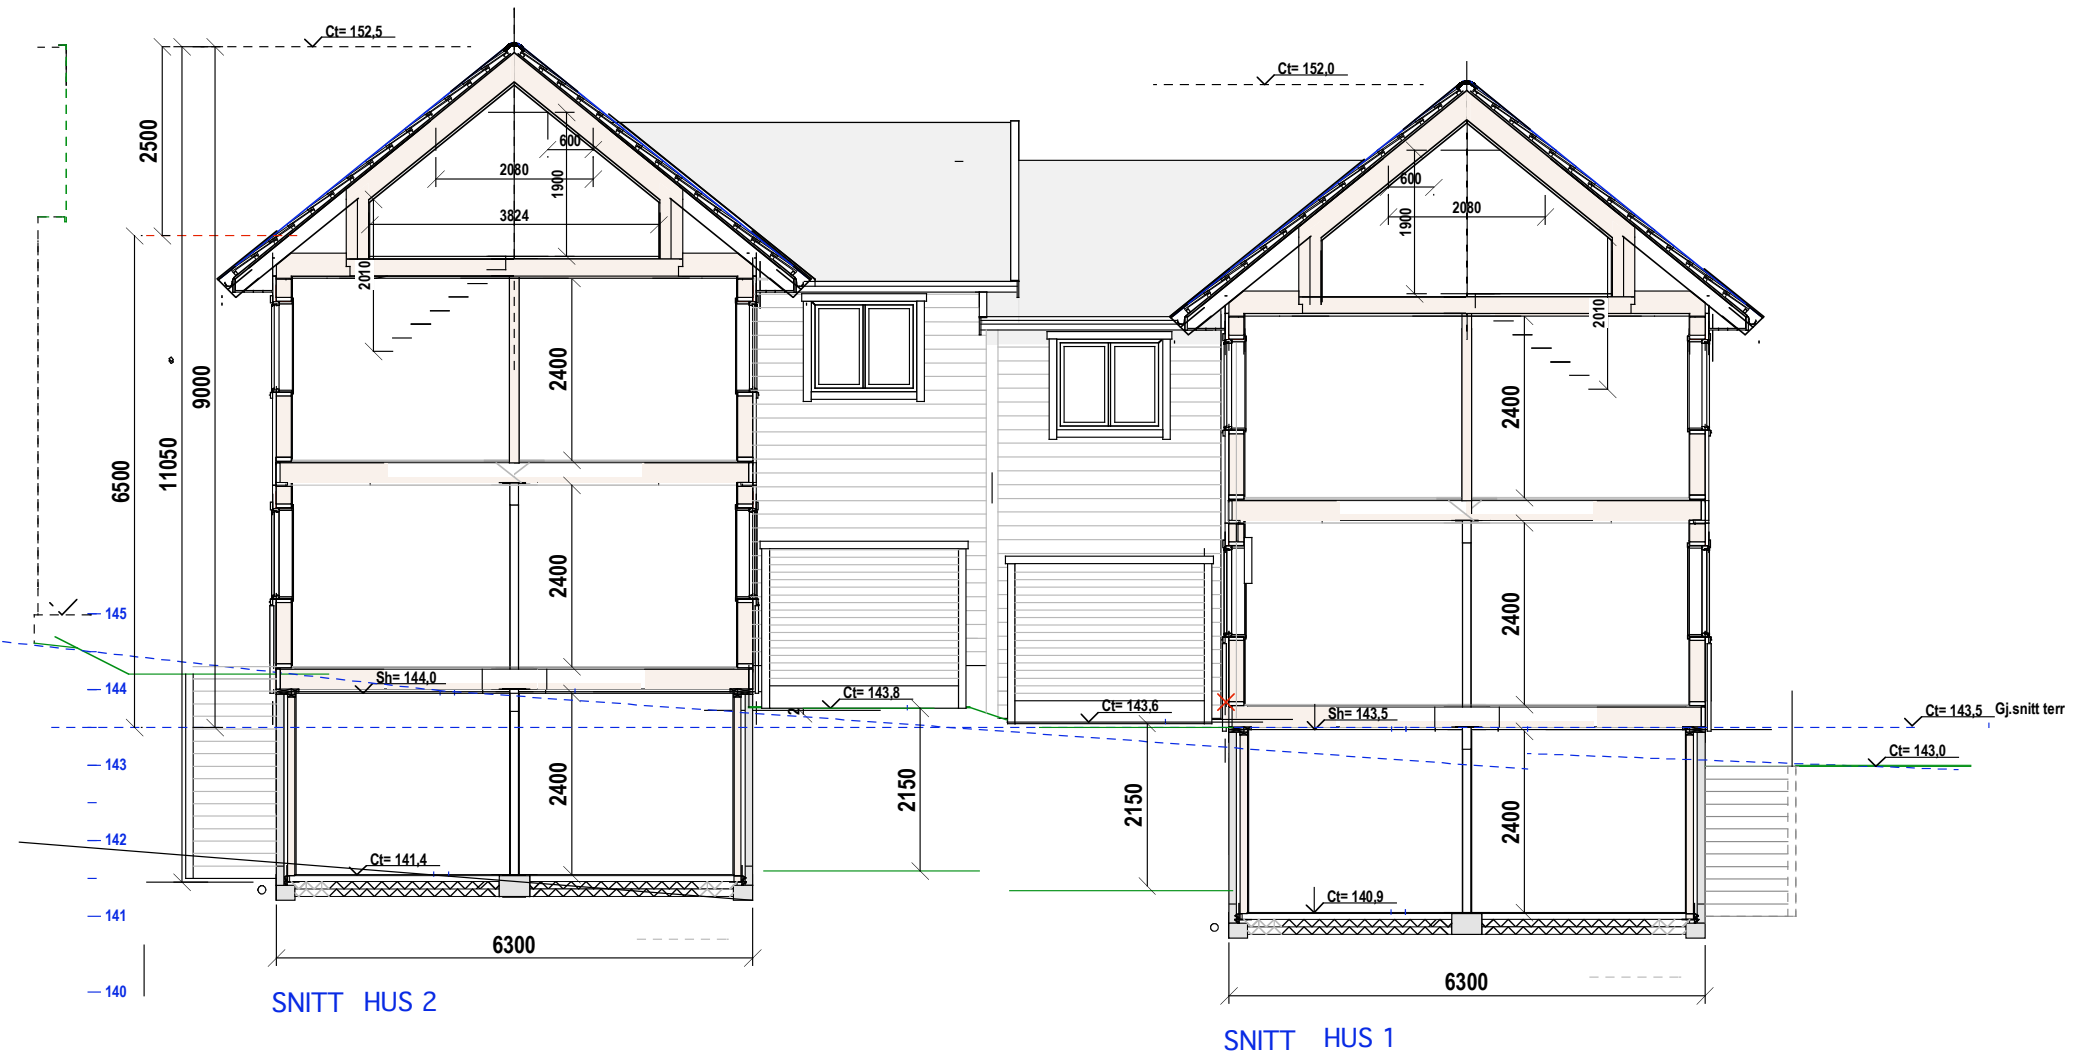 Ct= 152,5
Ct= 152,0
2500
600
2080
1900
3824
2010
600
2080
1900
2010
9000
11050
6500
2400
2400
2400
2400
2400
2400
145
144
143
142
141
140
Sh= 144,0
Ct= 143,8
Ct= 143,6
Sh= 143,5
Ct= 143,5 Gj.snitt terr
Ct= 143,0
2150
2150
Ct= 141,4
Ct= 140,9
6300
6300
SNITT HUS 2
SNITT HUS 1